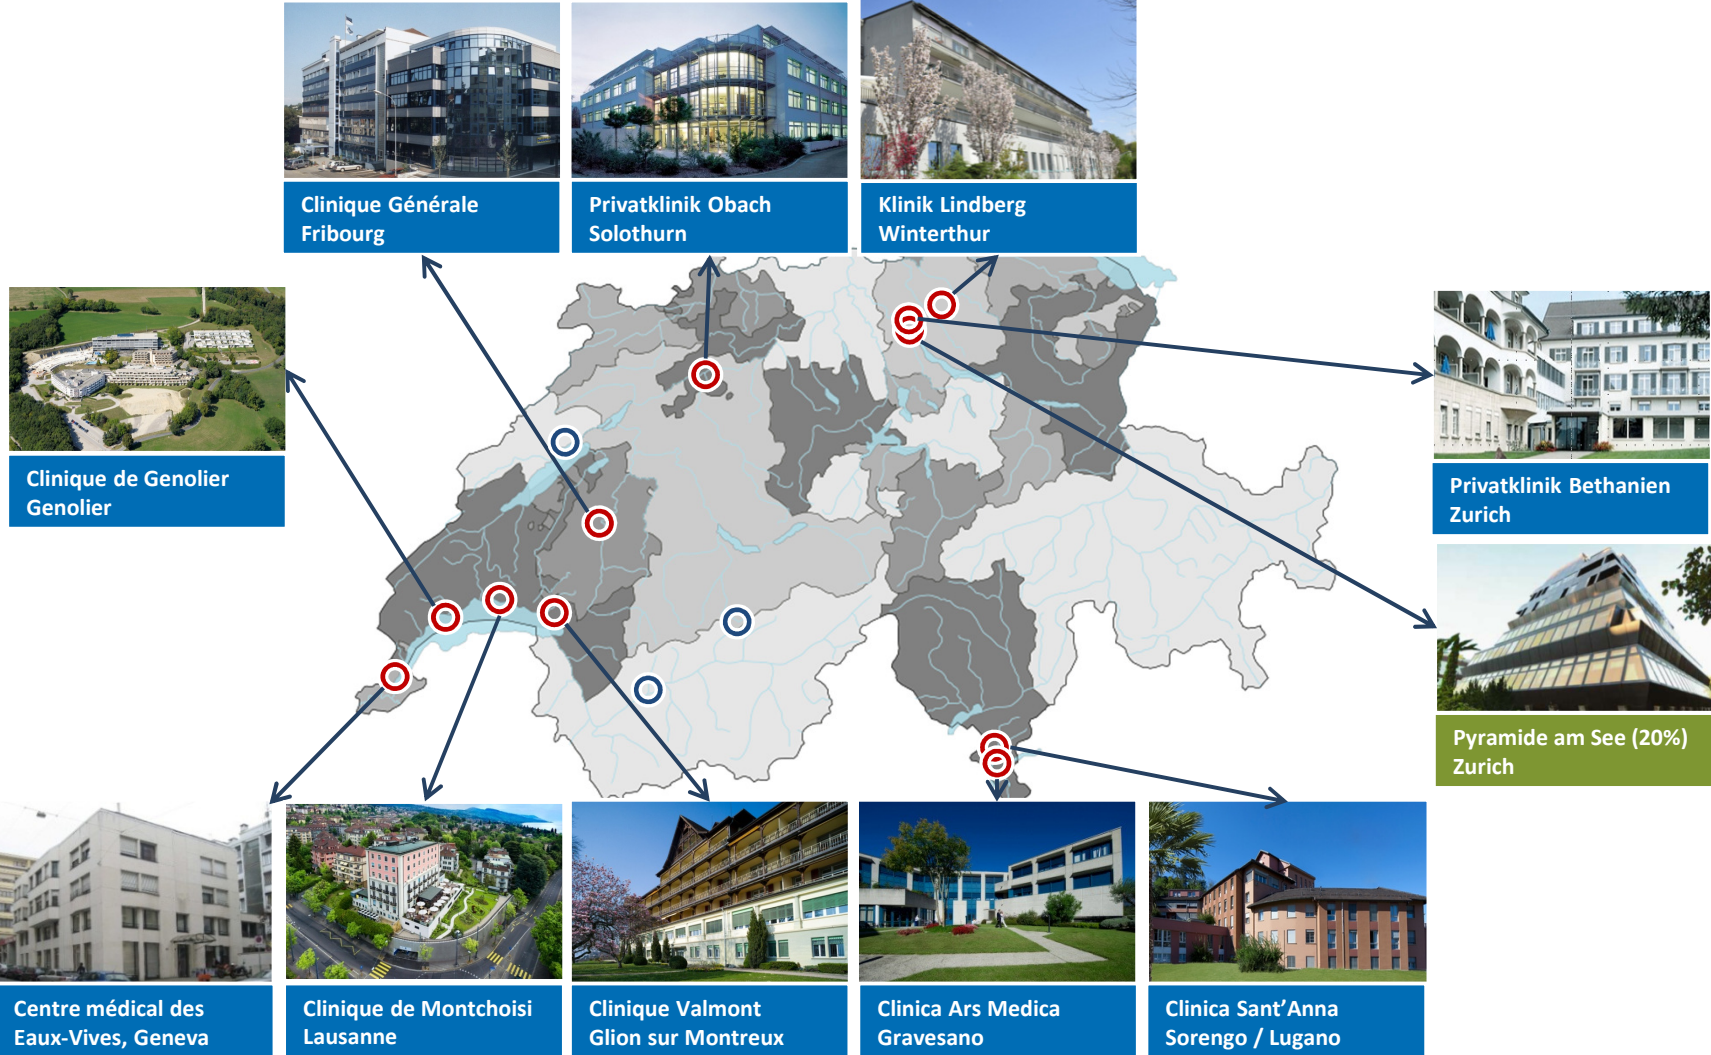 Clinique Générale
Fribourg
Privatklinik Obach
Solothurn
Klinik Lindberg
Winterthur
Clinique de Genolier
Genolier
Privatklinik Bethanien
Zurich
Pyramide am See (20%)
Zurich
Centre médical des
Eaux-Vives, Geneva
Clinique de Montchoisi
Lausanne
Clinique Valmont
Glion sur Montreux
Clinica Ars Medica
Gravesano
Clinica Sant’Anna
Sorengo / Lugano